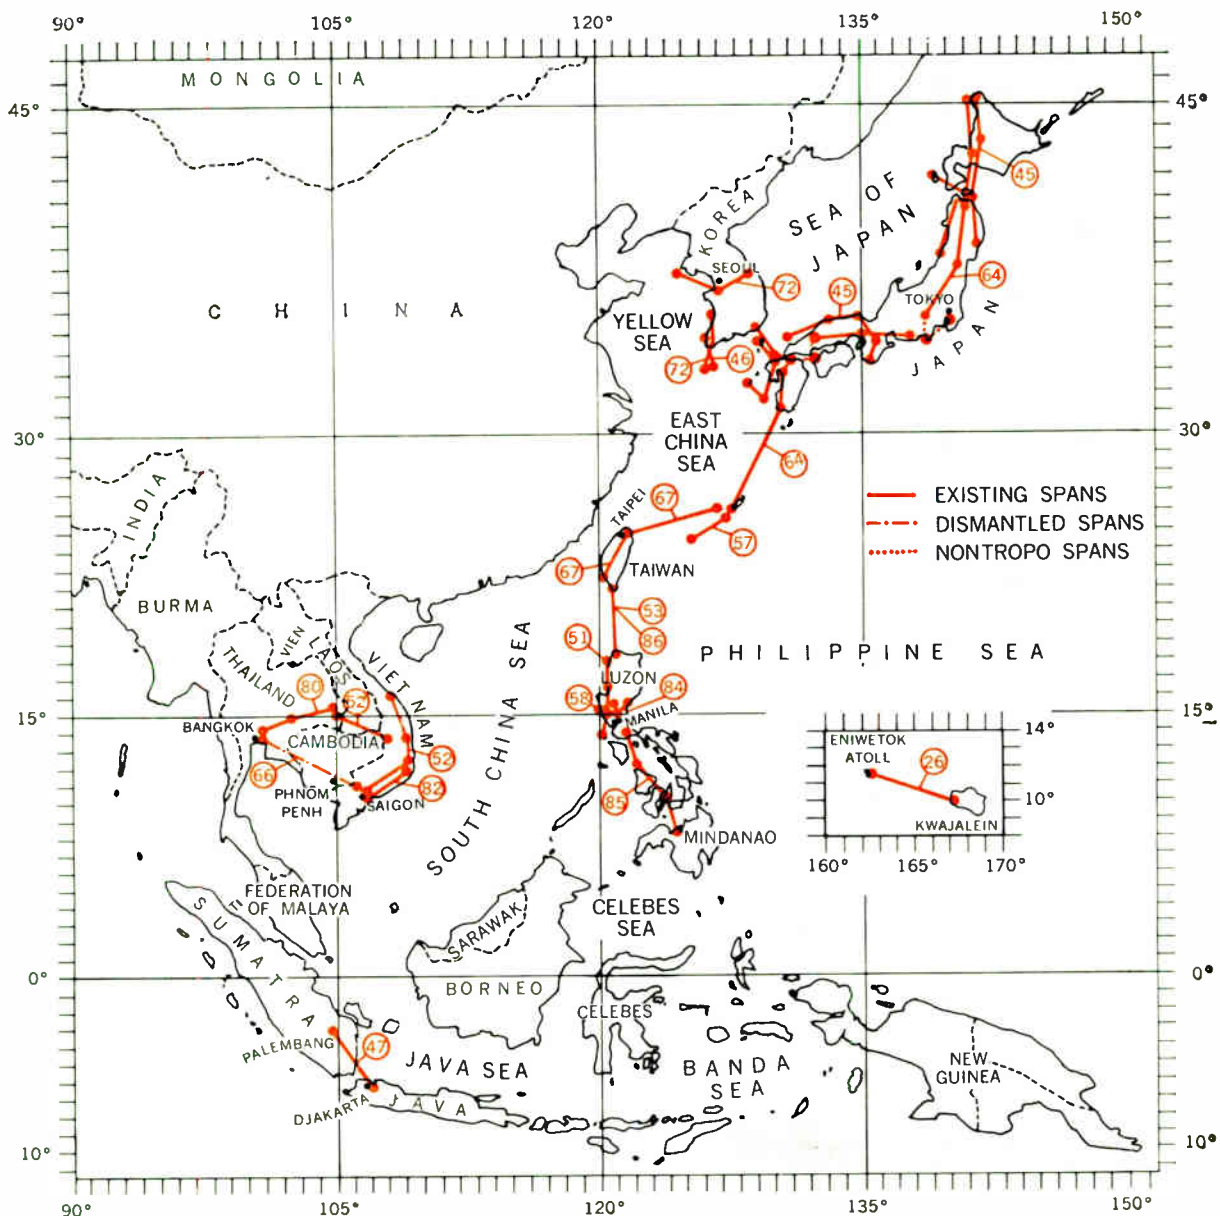 90°
105°
120°
135°
150°
MONGOLIA
45°
45°
45
SEA OF
JAPAN
KOREA
SEOUL
72
45
64
TOKYO
JAPAN
CHINA
YELLOW
SEA
72
46
EAST
CHINA
SEA
30°
30°
64
INDIA
TAIPEI
67
57
EXISTING SPANS
DISMANTLED SPANS
NONTROPO SPANS
67
TAIWAN
BURMA
53
86
VIEN
LAOS
VIET NAM
THAILAND
51
LUZON
PHILIPPINE SEA
80
52
58
84
MANILA
15°
15°
BANGKOK
CAMBODIA
66
52
82
PHNOM
PENH
SAIGON
SOUTH CHINA SEA
85
MINDANAO
ENIWETOK
ATOLL
26
KWAJALEIN
14°
10°
160°
165°
170°
FEDERATION
OF MALAYA
SUMATRA
SARAWAK
CELEBES
SEA
0°
0°
BORNEO
CELEBES
PALEMBANG
47
JAVA SEA
BANDA
SEA
NEW
GUINEA
DJAKARTA
JAVA
10°
10°
90°
105°
120°
135°
150°